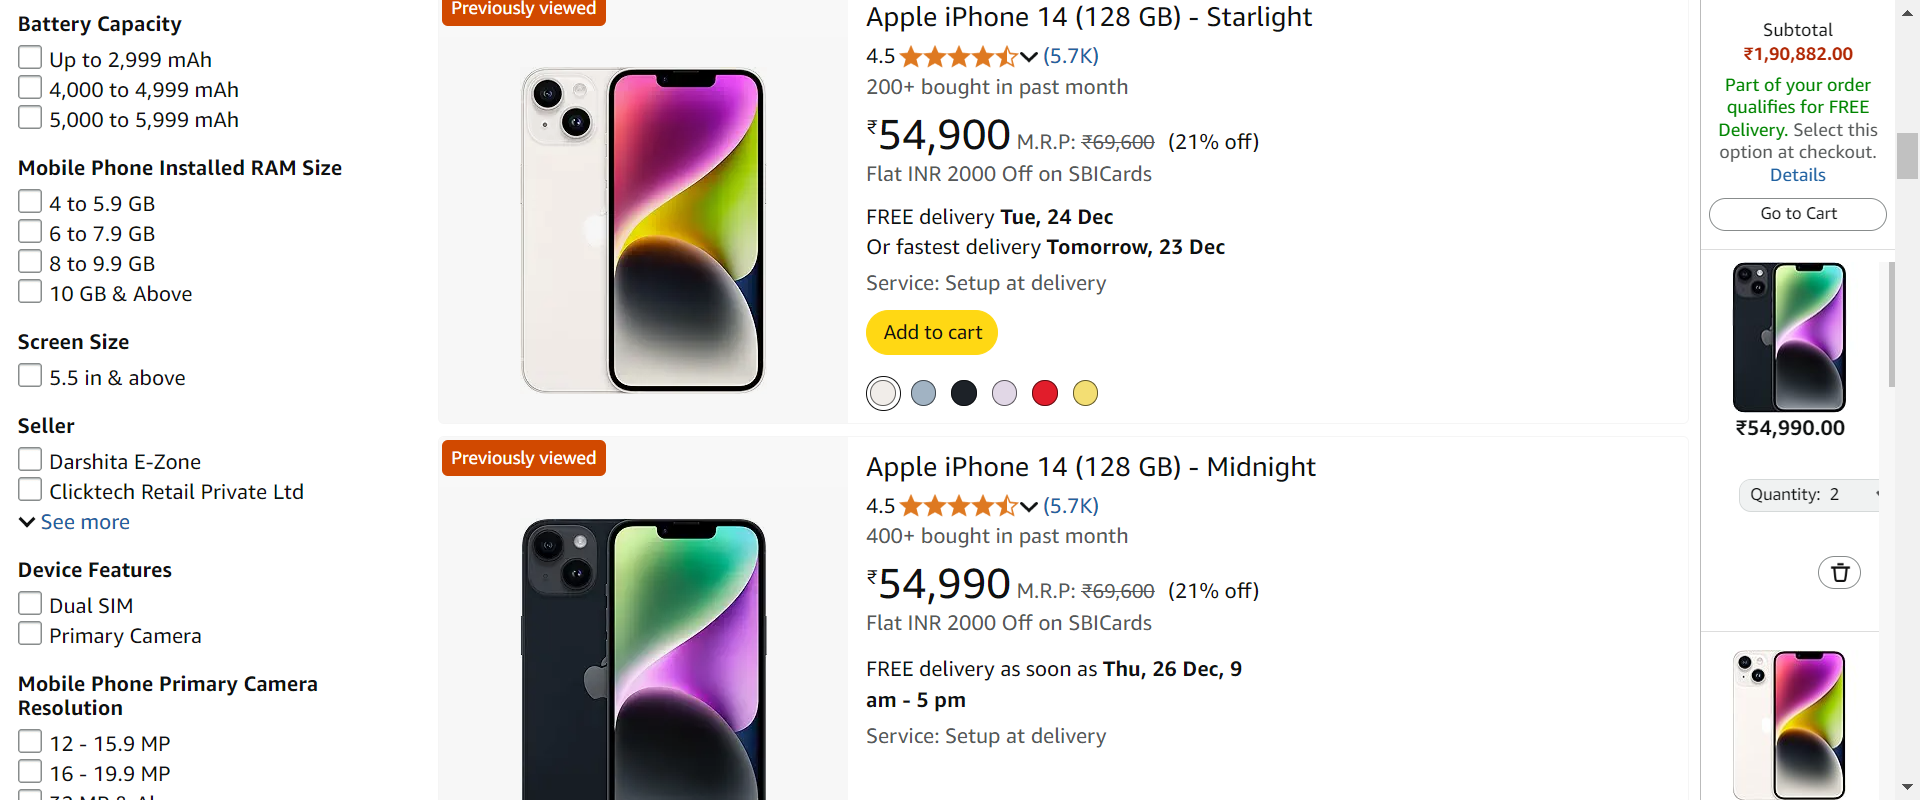 Battery Capacity
Up to 2,999 mAh
4,000 to 4,999 mAh
5,000 to 5,999 mAh
Mobile Phone Installed RAM Size
4 to 5.9 GB
6 to 7.9 GB
8 to 9.9 GB
10 GB & Above
Screen Size
5.5 in & above
Seller
Darshita E-Zone
Clicktech Retail Private Ltd
See more
Device Features
Dual SIM
Primary Camera
Mobile Phone Primary Camera
Resolution
12 - 15.9 MP
16 - 19.9 MP
Previously viewed
Apple iPhone 14 (128 GB) - Starlight
4.5 (5.7K)
200+ bought in past month
₹54,900 M.R.P: ₹69,600 (21% off)
Flat INR 2000 Off on SBICards
FREE delivery Tue, 24 Dec
Or fastest delivery Tomorrow, 23 Dec
Service: Setup at delivery
Add to cart
Previously viewed
Apple iPhone 14 (128 GB) - Midnight
4.5 (5.7K)
400+ bought in past month
₹54,990 M.R.P: ₹69,600 (21% off)
Flat INR 2000 Off on SBICards
FREE delivery as soon as Thu, 26 Dec, 9
am - 5 pm
Service: Setup at delivery
Subtotal
₹1,90,882.00
Part of your order
qualifies for FREE
Delivery. Select this
option at checkout.
Details
Go to Cart
₹54,990.00
Quantity: 2